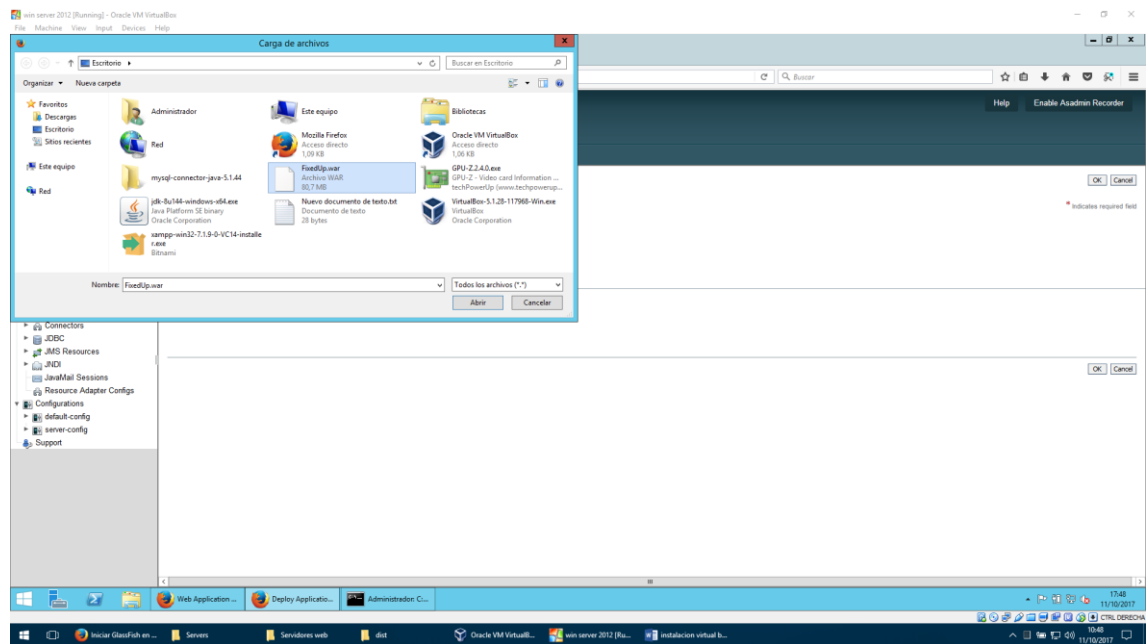 win server 2012 [Running] - Oracle VM VirtualBox
File Machine View Input Devices Help
Carga de archivos
Escritorio
Buscar en Escritorio
Organizar
Nueva carpeta
Favoritos
Descargas
Escritorio
Sitios recientes
Este equipo
Red
Administrador
Este equipo
Bibliotecas
Red
Mozilla Firefox
Acceso directo
1,09 KB
Oracle VM VirtualBox
Acceso directo
1,06 KB
mysql-connector-java-5.1.44
FixedUp.war
Archivo WAR
80,7 MB
GPU-Z.2.4.0.exe
GPU-Z - Video card Information ...
techPowerUp (www.techpowerup...
jdk-8u144-windows-x64.exe
Java Platform SE binary
Oracle Corporation
Nuevo documento de texto.txt
Documento de texto
28 bytes
VirtualBox-5.1.28-117968-Win.exe
VirtualBox
Oracle Corporation
xampp-win32-7.1.9-0-VC14-installe
r.exe
Bitnami
Nombre: FixedUp.war
Todos los archivos (*.*)
Abrir
Cancelar
Buscar
Help
Enable Asadmin Recorder
OK Cancel
* Indicates required field
Connectors
JDBC
JMS Resources
JNDI
JavaMail Sessions
Resource Adapter Configs
Configurations
default-config
server-config
Support
OK Cancel
Web Application ...
Deploy Applicatio...
Administrador: C:...
17:48
11/10/2017
CTRL DERECHA
Iniciar GlassFish en ...
Servers
Servidores web
dist
Oracle VM VirtualB...
win server 2012 [Ru...
instalacion virtual b...
10:48
11/10/2017